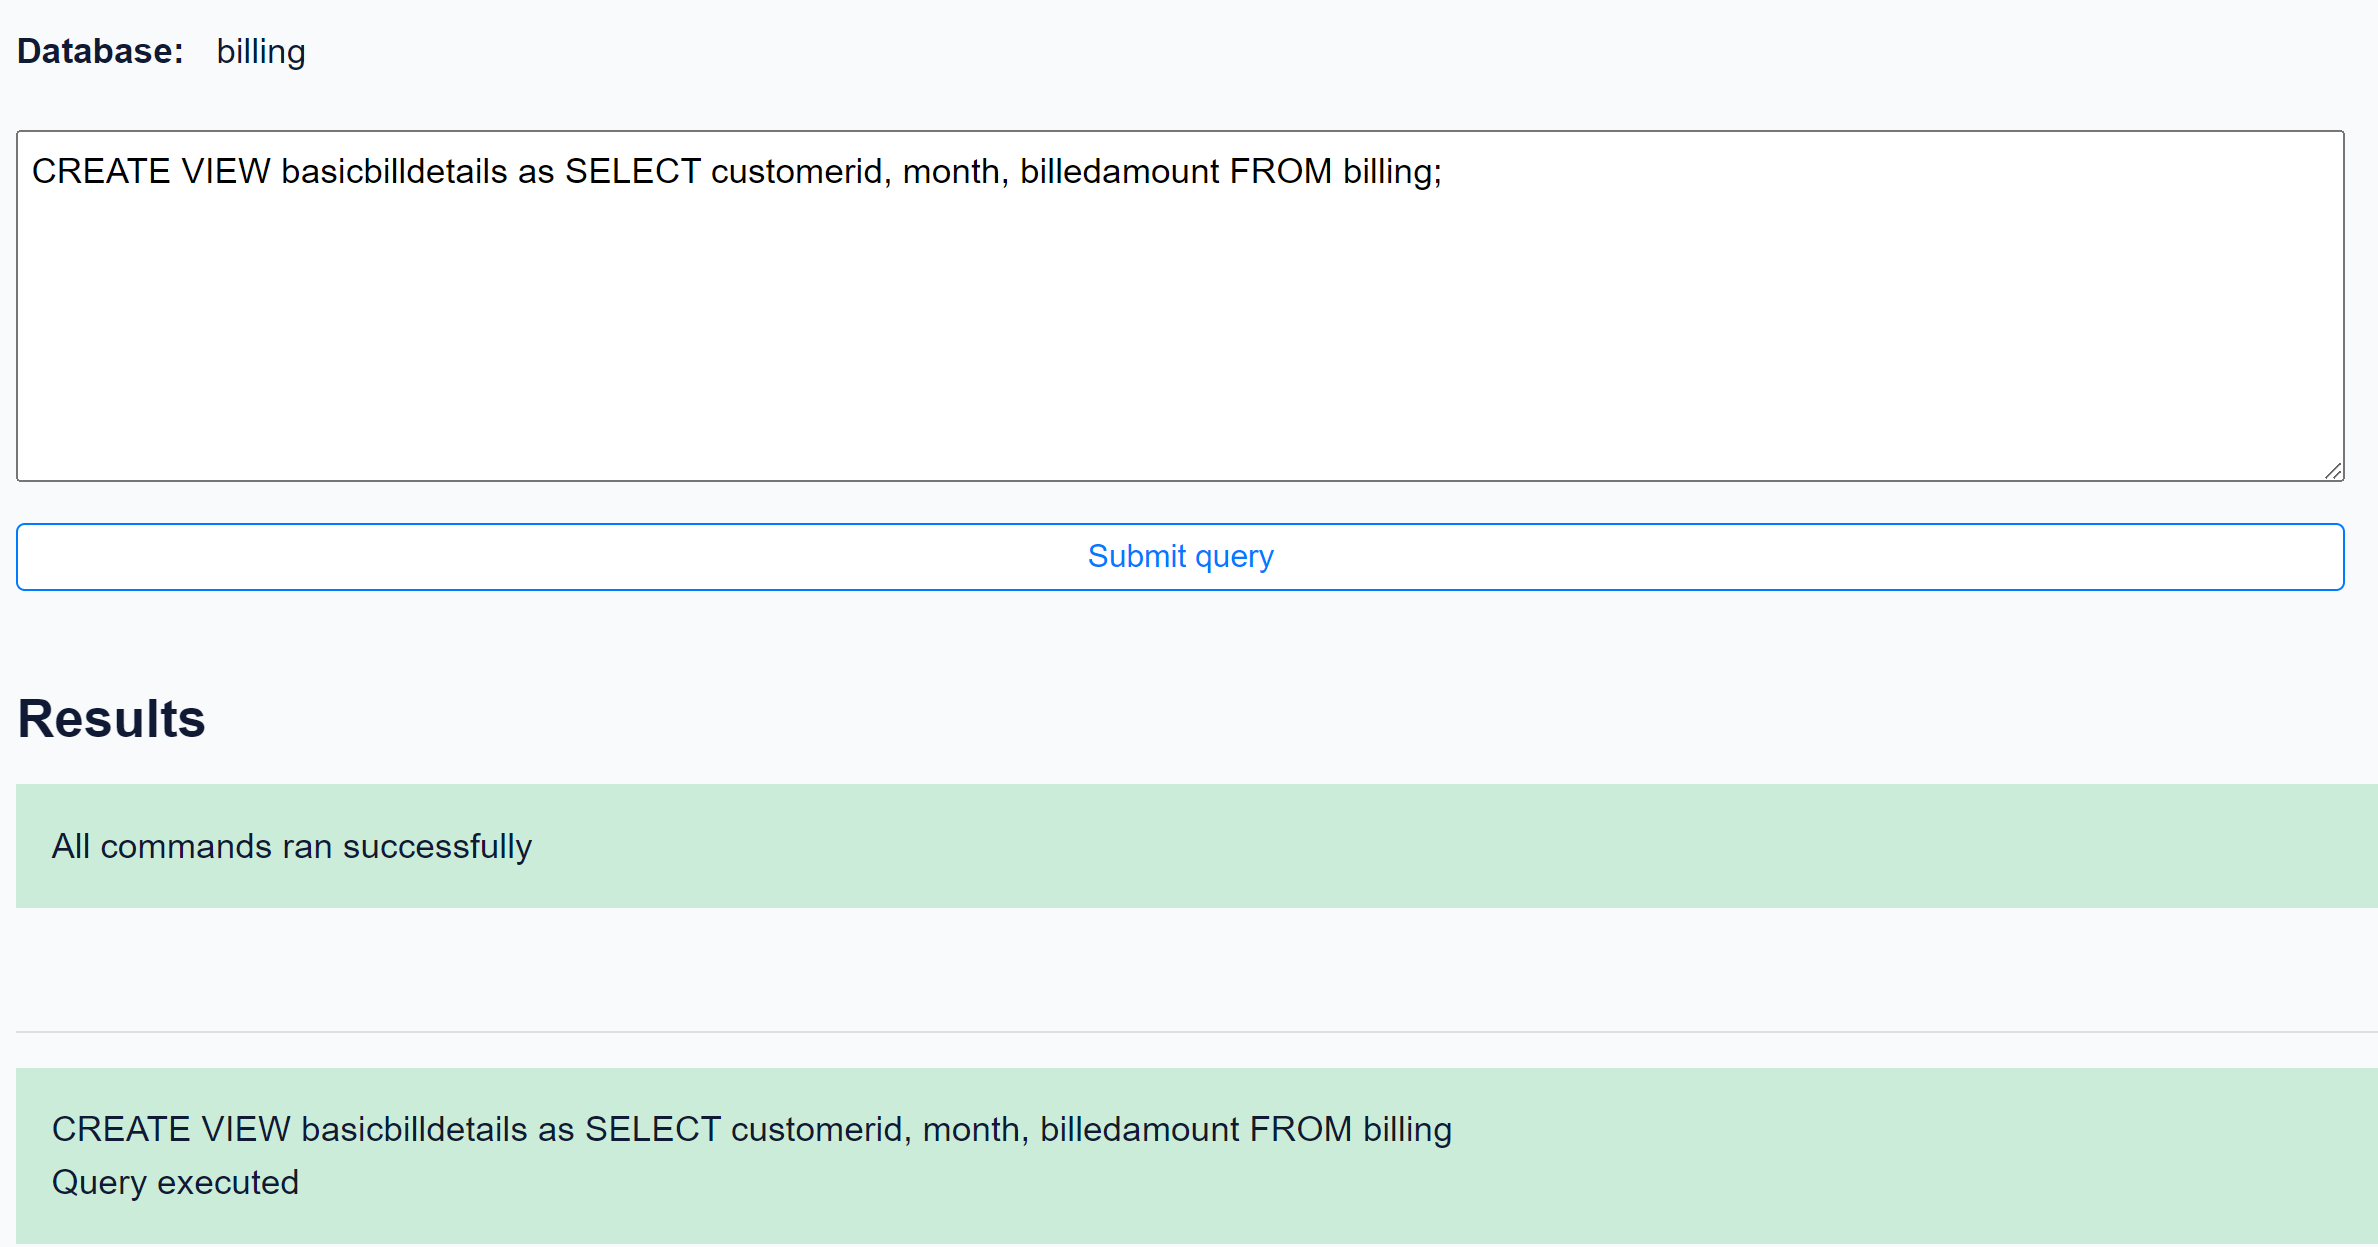 Database: billing
CREATE VIEW basicbilldetails as SELECT customerid, month, billedamount FROM billing;
Submit query
Results
All commands ran successfully
CREATE VIEW basicbilldetails as SELECT customerid, month, billedamount FROM billing
Query executed